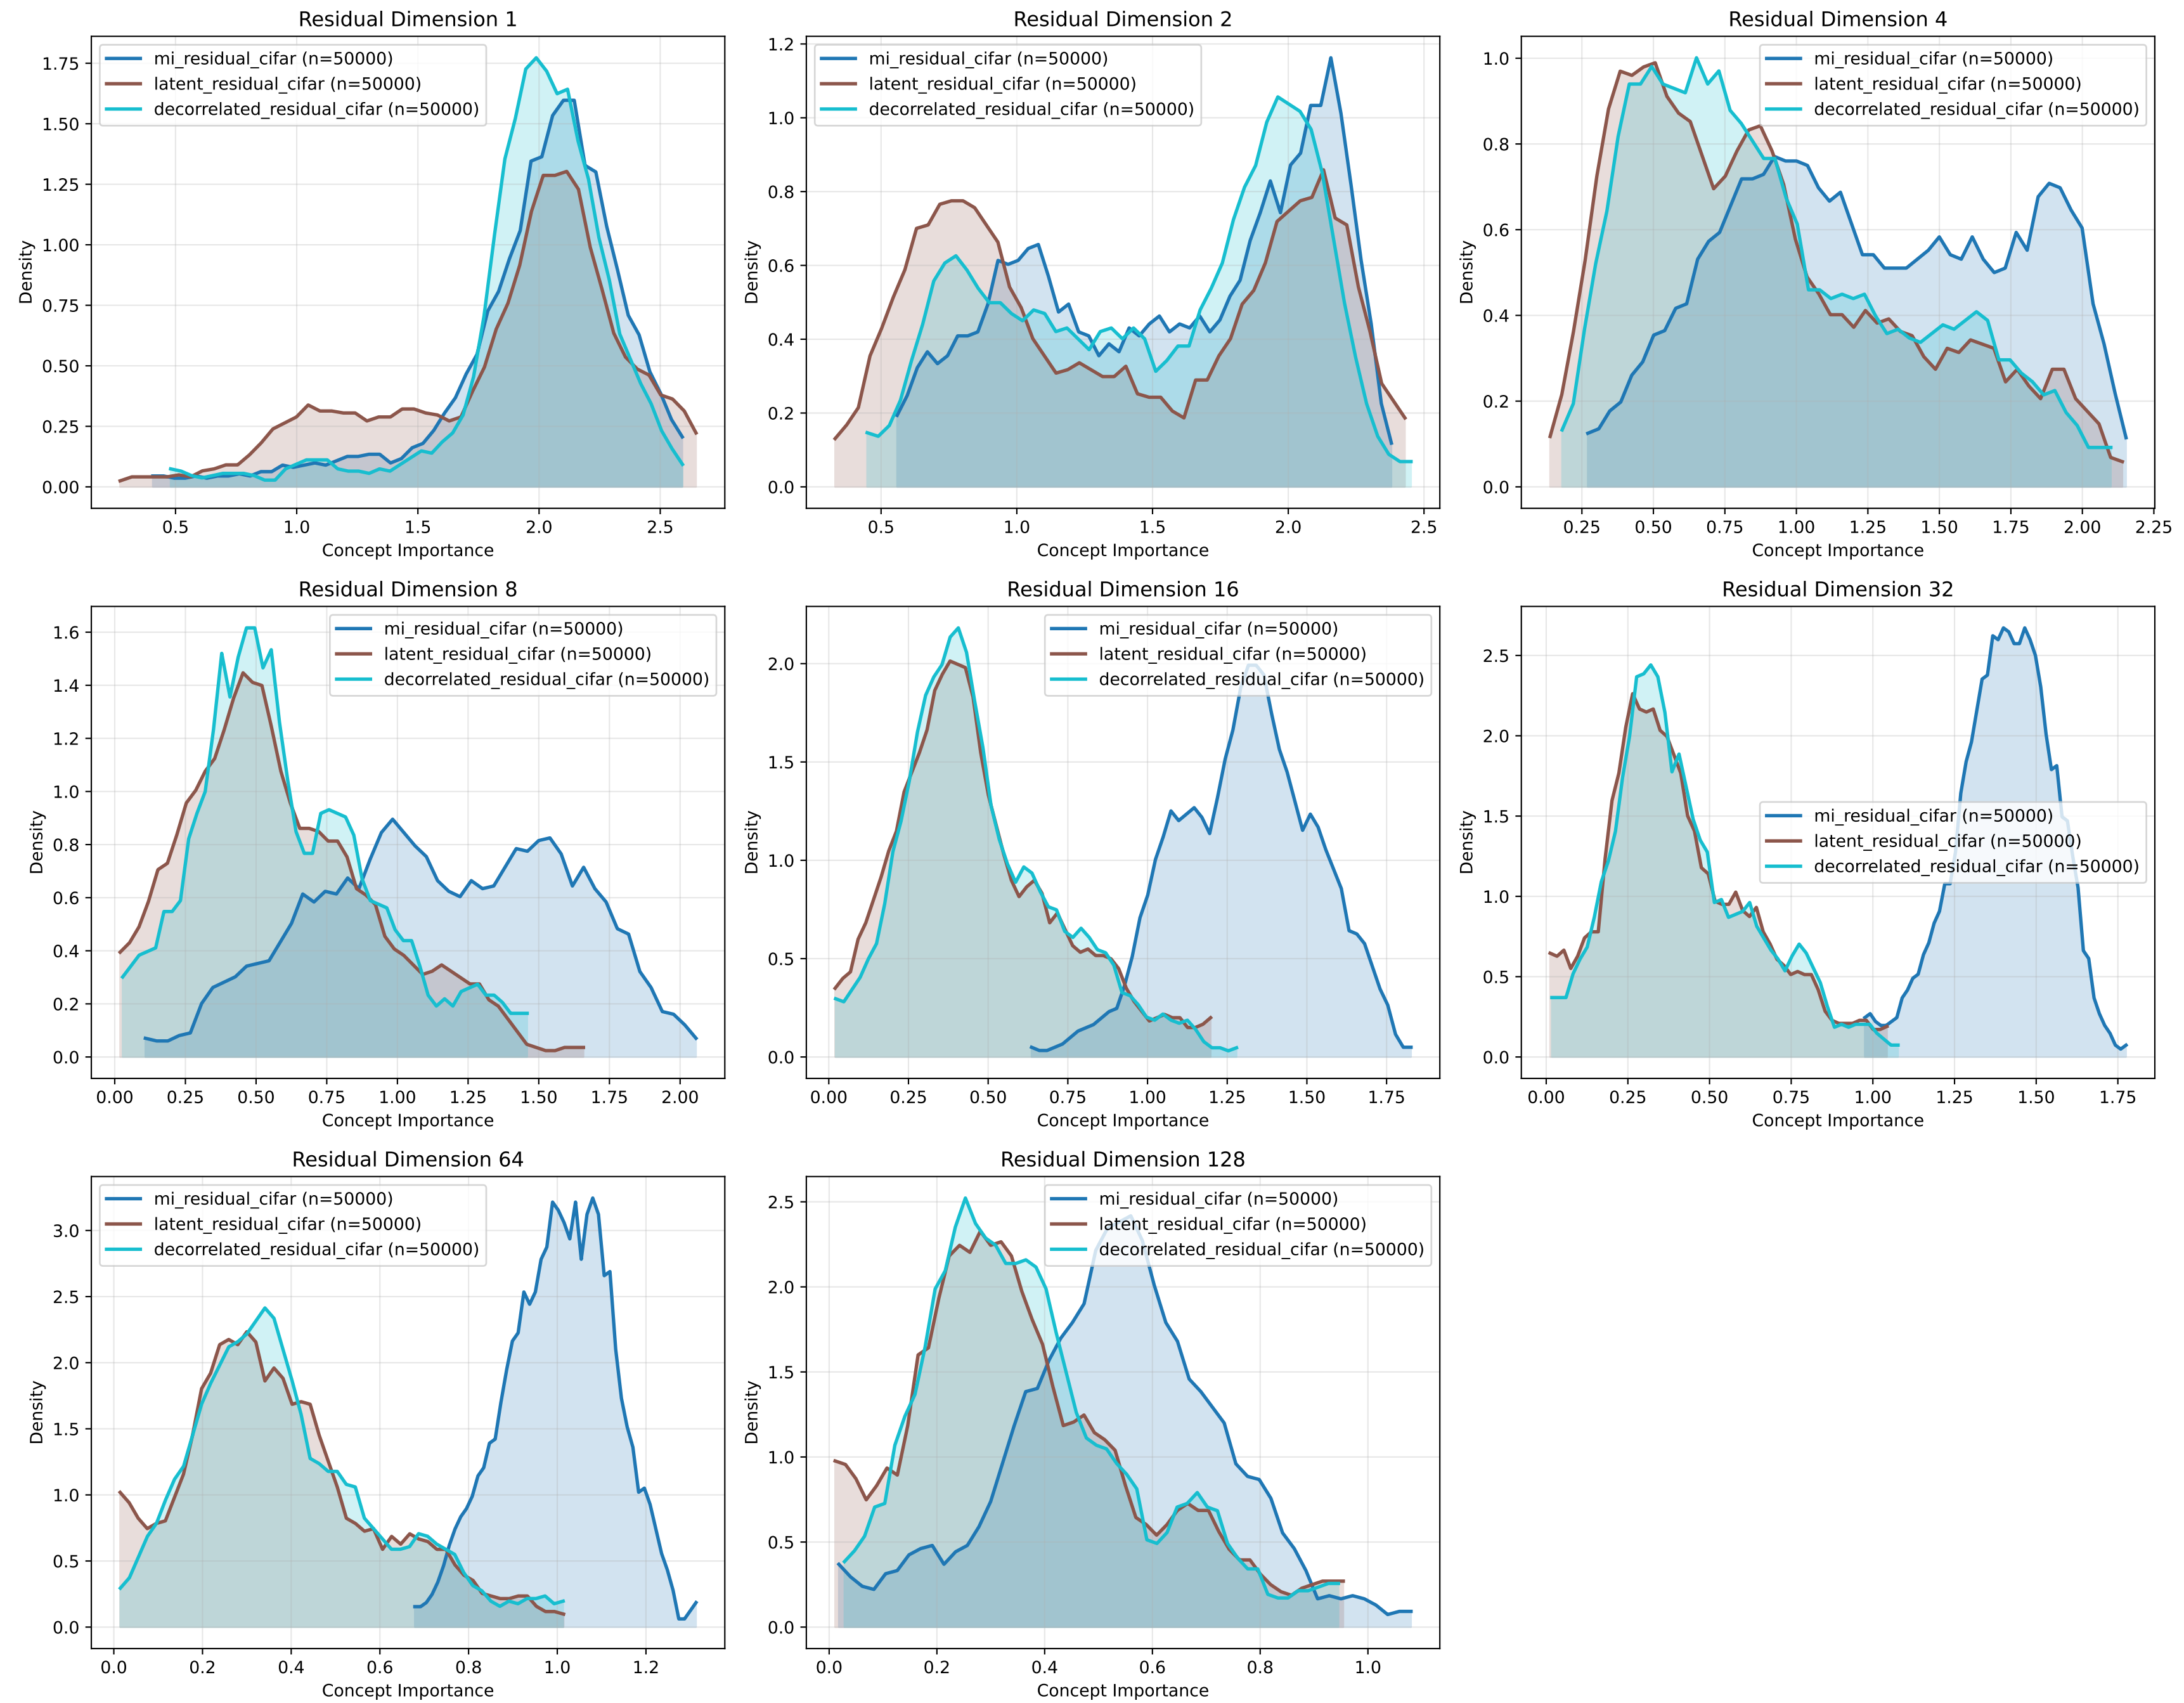 Residual Dimension 1
1.75
1.50
1.25
1.00
0.75
0.50
0.25
0.00
Density
mi_residual_cifar (n=50000)
latent_residual_cifar (n=50000)
decorrelated_residual_cifar (n=50000)
0.5 1.0 1.5 2.0 2.5
Concept Importance
Residual Dimension 2
1.2
1.0
0.8
0.6
0.4
0.2
0.0
Density
mi_residual_cifar (n=50000)
latent_residual_cifar (n=50000)
decorrelated_residual_cifar (n=50000)
0.5 1.0 1.5 2.0 2.5
Concept Importance
Residual Dimension 4
1.0
0.8
0.6
0.4
0.2
0.0
Density
mi_residual_cifar (n=50000)
latent_residual_cifar (n=50000)
decorrelated_residual_cifar (n=50000)
0.25 0.50 0.75 1.00 1.25 1.50 1.75 2.00 2.25
Concept Importance
Residual Dimension 8
1.6
1.4
1.2
1.0
0.8
0.6
0.4
0.2
0.0
Density
mi_residual_cifar (n=50000)
latent_residual_cifar (n=50000)
decorrelated_residual_cifar (n=50000)
0.00 0.25 0.50 0.75 1.00 1.25 1.50 1.75 2.00
Concept Importance
Residual Dimension 16
2.0
1.5
1.0
0.5
0.0
Density
mi_residual_cifar (n=50000)
latent_residual_cifar (n=50000)
decorrelated_residual_cifar (n=50000)
0.00 0.25 0.50 0.75 1.00 1.25 1.50 1.75
Concept Importance
Residual Dimension 32
2.5
2.0
1.5
1.0
0.5
0.0
Density
mi_residual_cifar (n=50000)
latent_residual_cifar (n=50000)
decorrelated_residual_cifar (n=50000)
0.00 0.25 0.50 0.75 1.00 1.25 1.50 1.75
Concept Importance
Residual Dimension 64
3.0
2.5
2.0
1.5
1.0
0.5
0.0
Density
mi_residual_cifar (n=50000)
latent_residual_cifar (n=50000)
decorrelated_residual_cifar (n=50000)
0.0 0.2 0.4 0.6 0.8 1.0 1.2
Concept Importance
Residual Dimension 128
2.5
2.0
1.5
1.0
0.5
0.0
Density
mi_residual_cifar (n=50000)
latent_residual_cifar (n=50000)
decorrelated_residual_cifar (n=50000)
0.0 0.2 0.4 0.6 0.8 1.0
Concept Importance